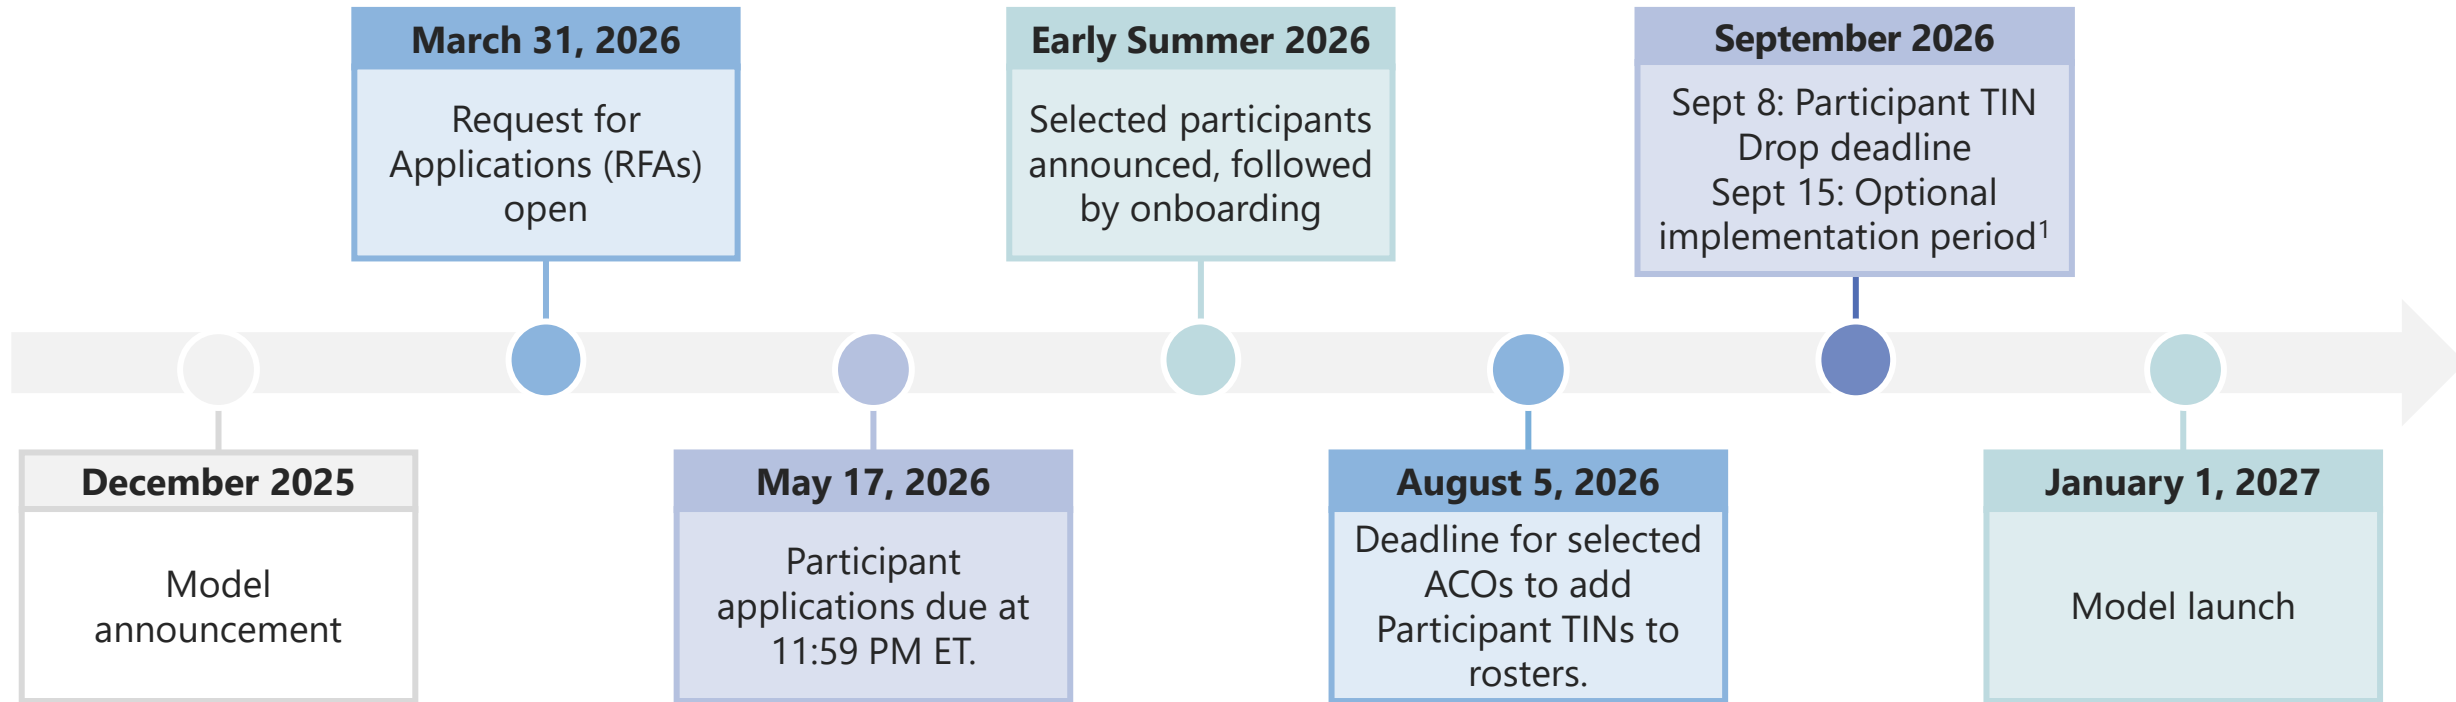 March 31, 2026
Request for
Applications (RFAs)
open
Early Summer 2026
Selected participants
announced, followed
by onboarding
September 2026
Sept 8: Participant TIN
Drop deadline
Sept 15: Optional
implementation period¹
December 2025
Model
announcement
May 17, 2026
Participant
applications due at
11:59 PM ET.
August 5, 2026
Deadline for selected
ACOs to add
Participant TINs to
rosters.
January 1, 2027
Model launch